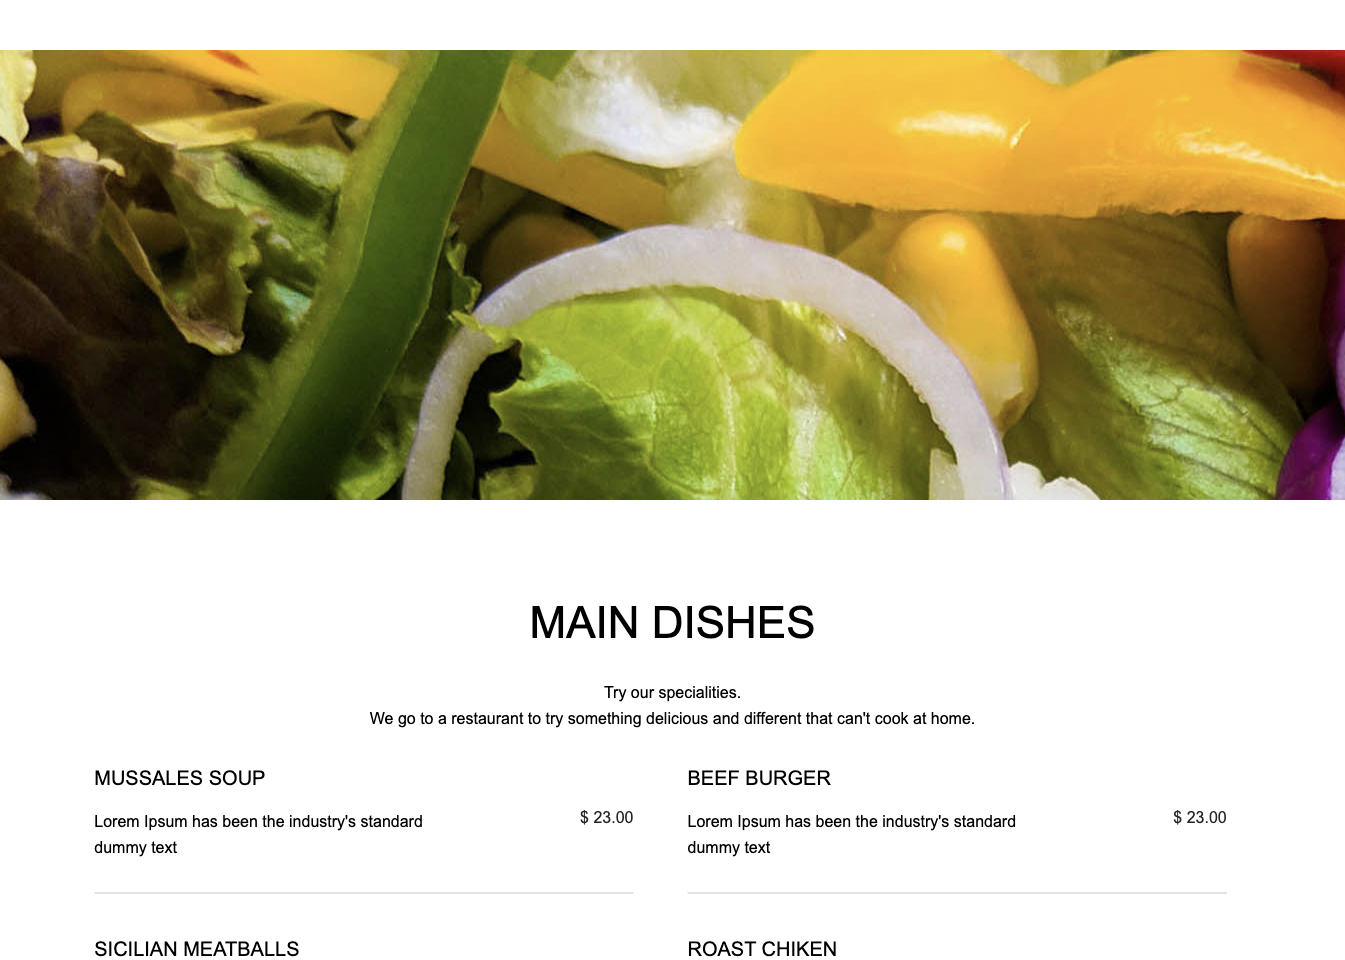 MAIN DISHES
Try our specialities.
We go to a restaurant to try something delicious and different that can't cook at home.
MUSSALES SOUP
Lorem Ipsum has been the industry's standard
dummy text
$ 23.00
BEEF BURGER
Lorem Ipsum has been the industry's standard
dummy text
$ 23.00
SICILIAN MEATBALLS
ROAST CHIKEN